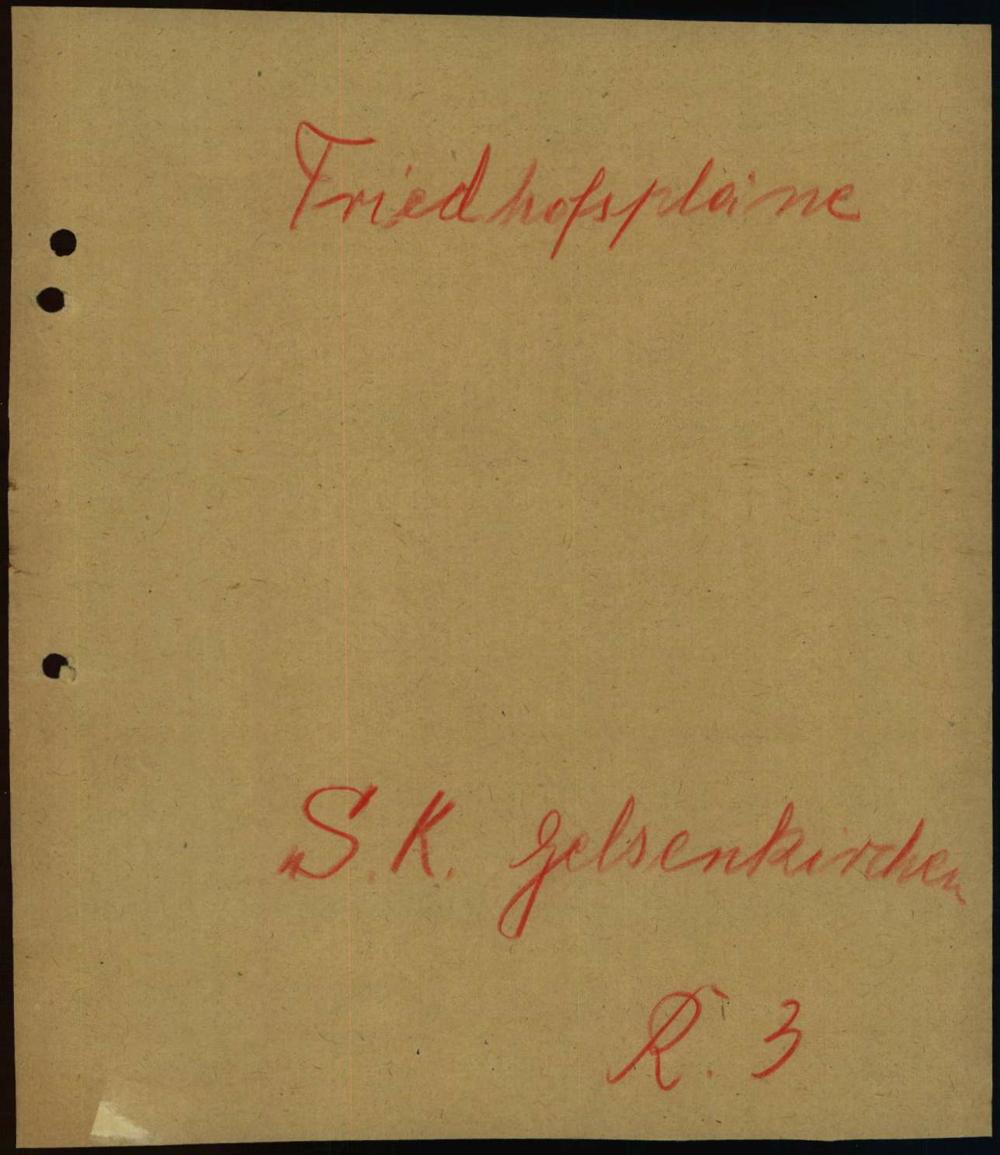 Friedhofspläne
S.K. Gelsenkirchen
R. 3